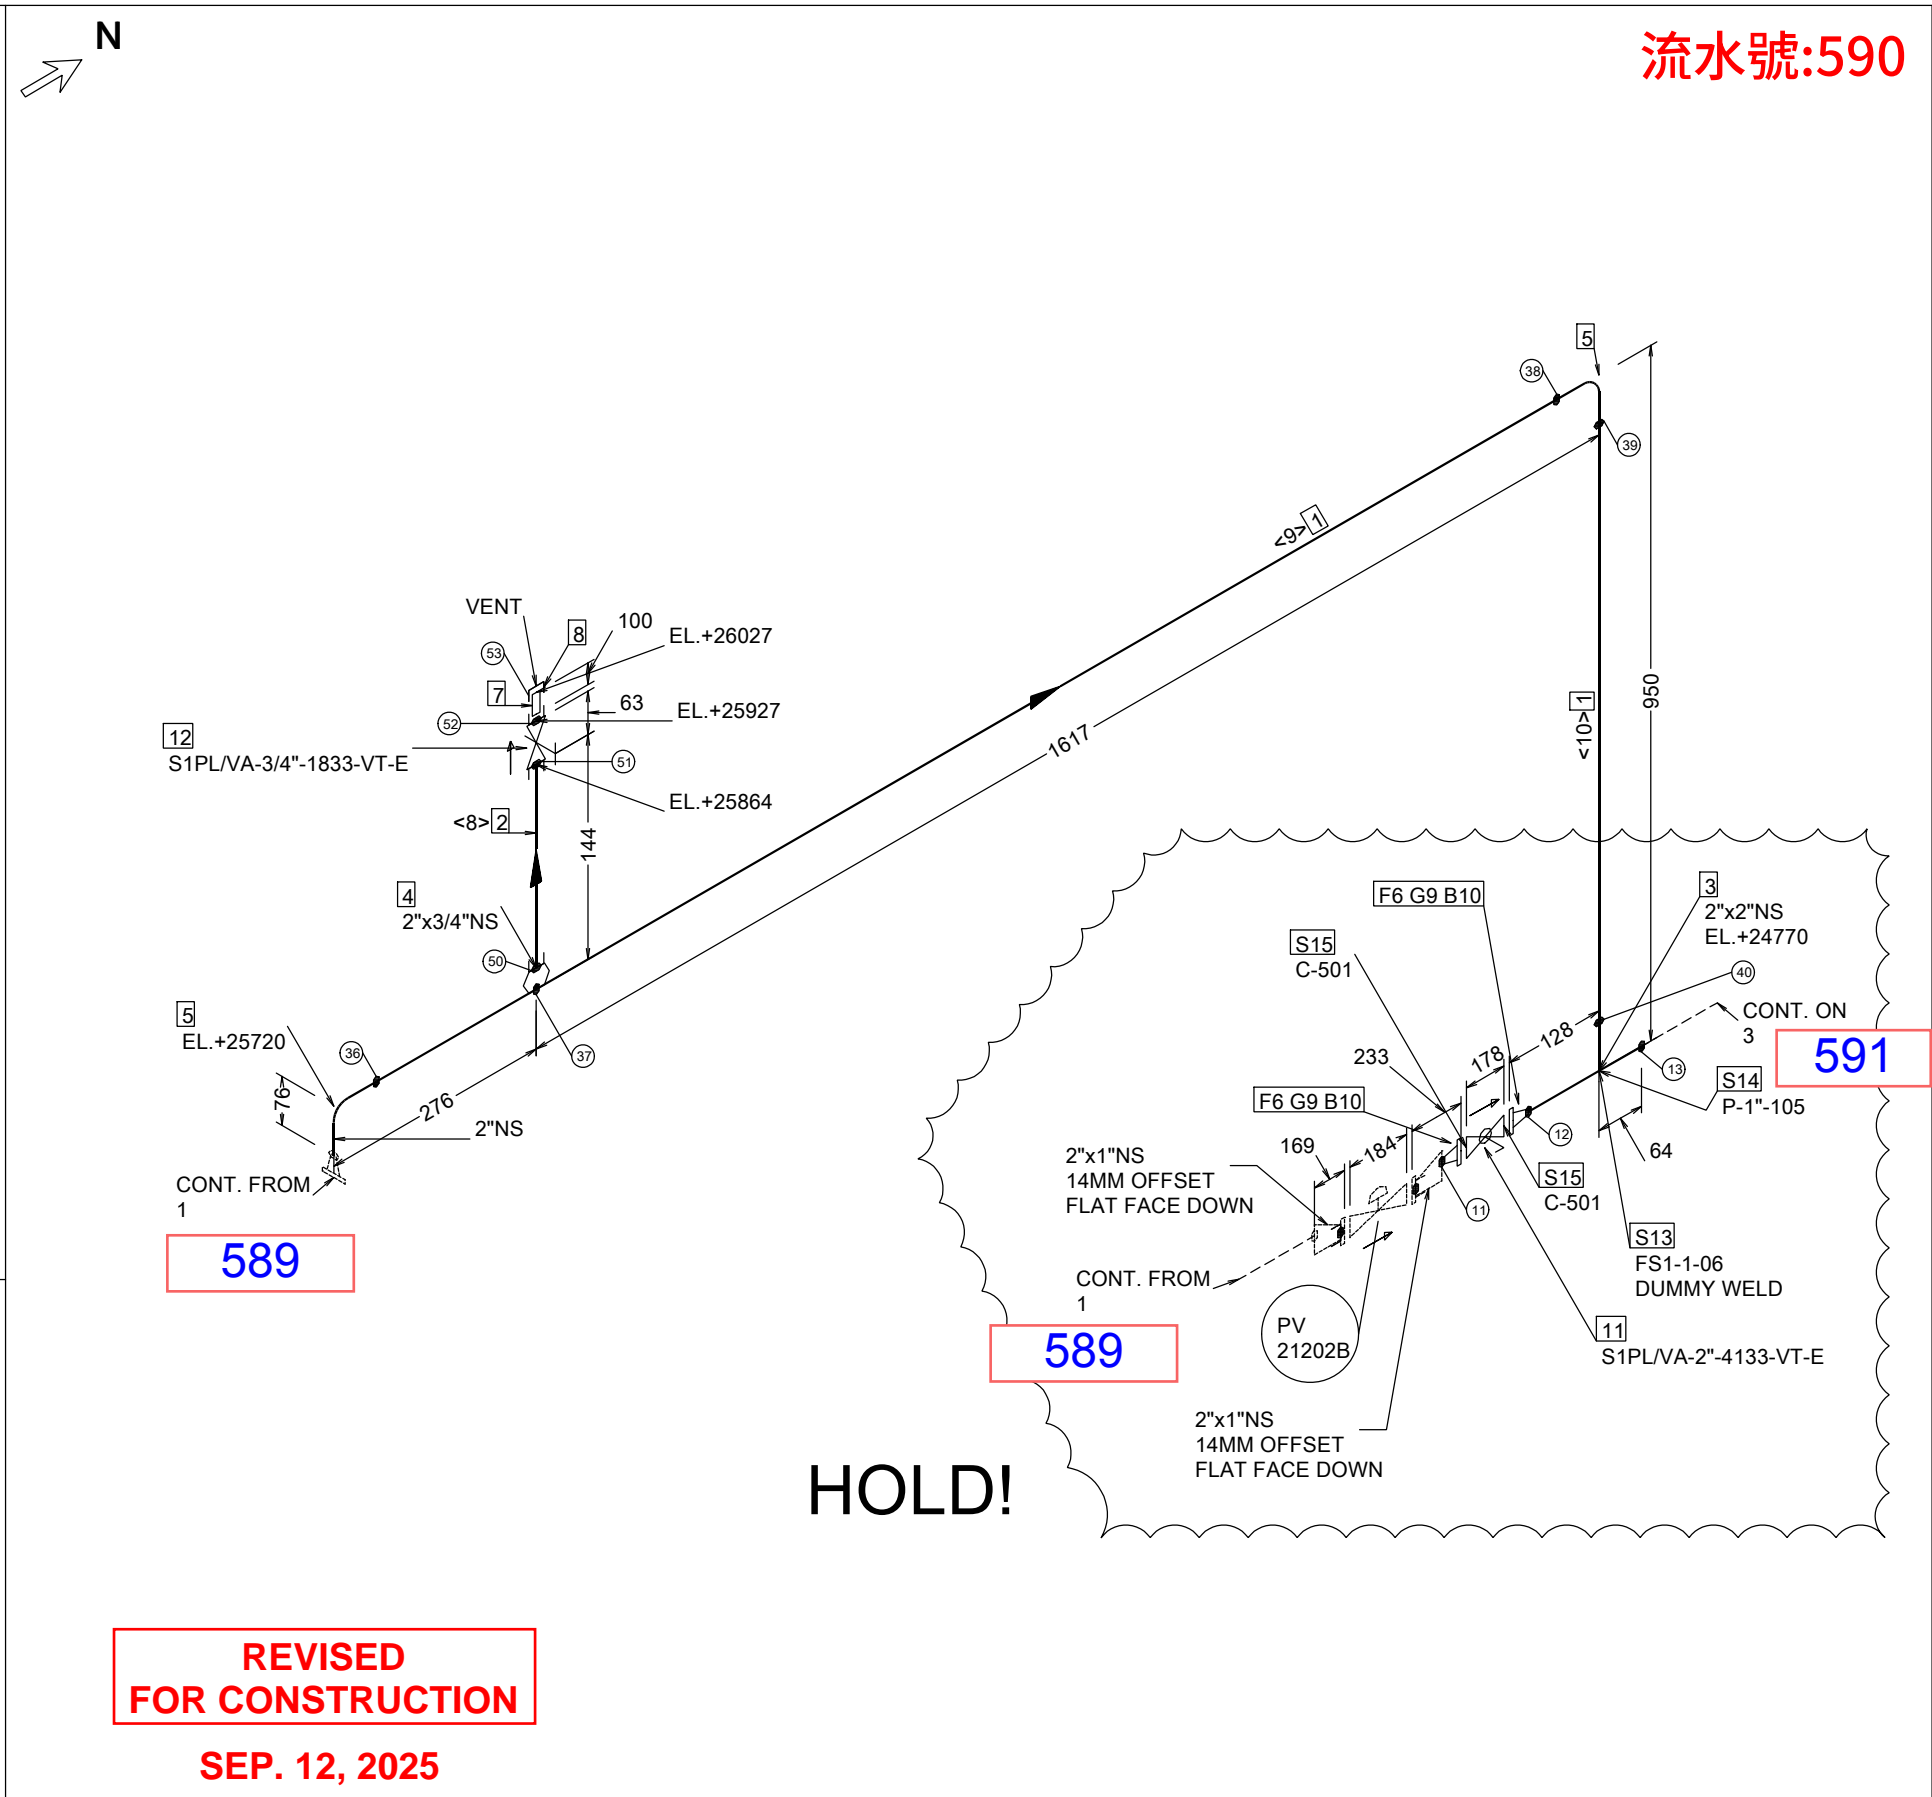 N
流水號:590
5
38
39
<9> 1
950
<10> 1
1617
VENT
8
100
EL.+26027
53
7
63
EL.+25927
52
12
S1PL/VA-3/4"-1833-VT-E
51
EL.+25864
<8> 2
144
4
2"x3/4"NS
50
5
EL.+25720
36
37
76
276
2"NS
CONT. FROM
1
589
F6 G9 B10
3
2"x2"NS
EL.+24770
S15
C-501
40
CONT. ON
3
591
128
178
233
13
S14
P-1"-105
F6 G9 B10
12
64
169
184
2"x1"NS
14MM OFFSET
FLAT FACE DOWN
S15
C-501
11
S13
FS1-1-06
DUMMY WELD
CONT. FROM
1
589
PV
21202B
11
S1PL/VA-2"-4133-VT-E
2"x1"NS
14MM OFFSET
FLAT FACE DOWN
HOLD!
REVISED
FOR CONSTRUCTION
SEP. 12, 2025